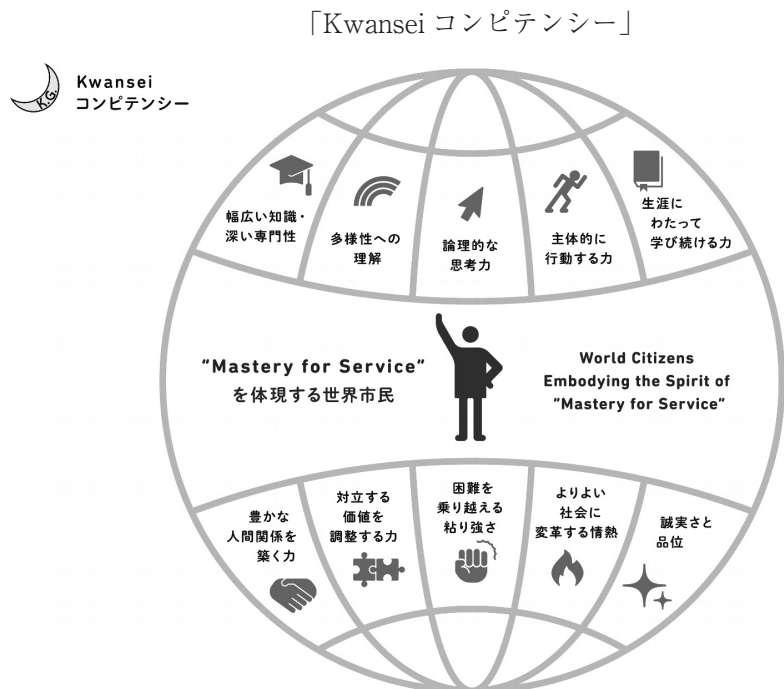 「Kwansei コンピテンシー」
K.G.
Kwansei
コンピテンシー
幅広い知識・
深い専門性
多様性への
理解
論理的な
思考力
主体的に
行動する力
生涯に
わたって
学び続ける力
"Mastery for Service"
を体現する世界市民
World Citizens
Embodying the Spirit of
"Mastery for Service"
豊かな
人間関係を
築く力
対立する
価値を
調整する力
困難を
乗り越える
粘り強さ
よりよい
社会に
変革する情熱
誠実さと
品位